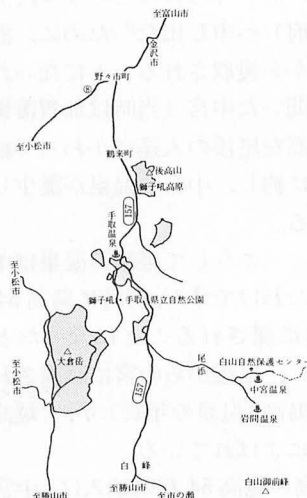 至富山市
金沢市
野々市町
⑧
至小松市
鶴来町
後高山
獅子吼高原
157
手取温泉
至小松市
獅子吼・手取県立自然公園
大倉岳
尾添
白山自然保護センター
中宮温泉
岩間温泉
至小松市
157
白峰
白山御前峰
至勝山市
至勝山市
至市の瀬